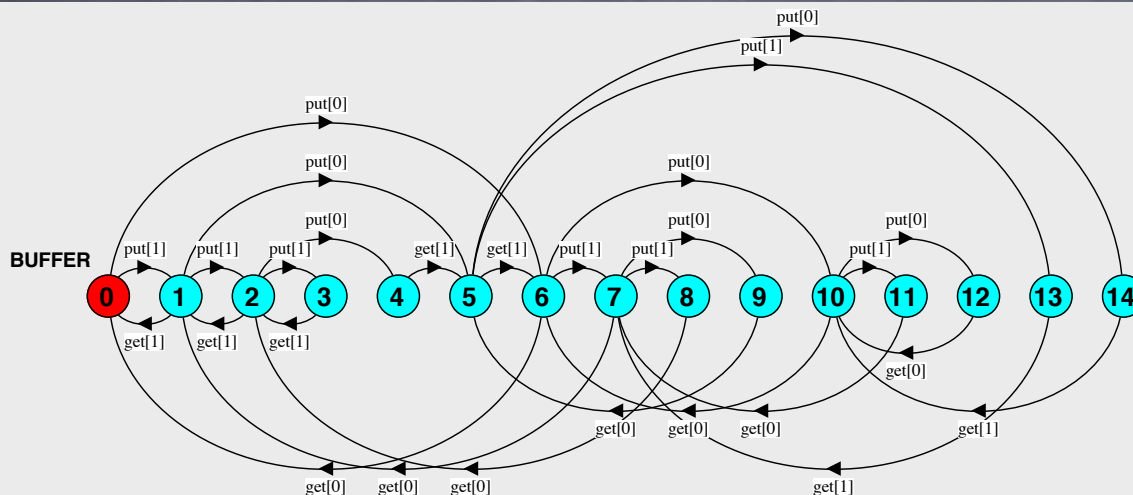 put[0]
put[1]
put[0]
put[0] put[0]
put[0] put[0] put[0]
BUFFER put[1] put[1] put[1] get[1] get[1] put[1] put[1] put[1]
0 1 2 3 4 5 6 7 8 9 10 11 12 13 14
get[1] get[1] get[1]
get[0]
get[0] get[0] get[0] get[1]
get[0] get[0] get[0] get[1]